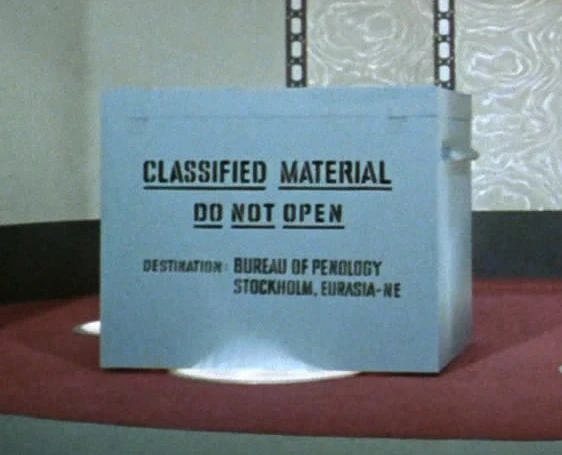 CLASSIFIED MATERIAL
DO NOT OPEN
DESTINATION: BUREAU OF PENOLOGY
STOCKHOLM, EURASIA-NE